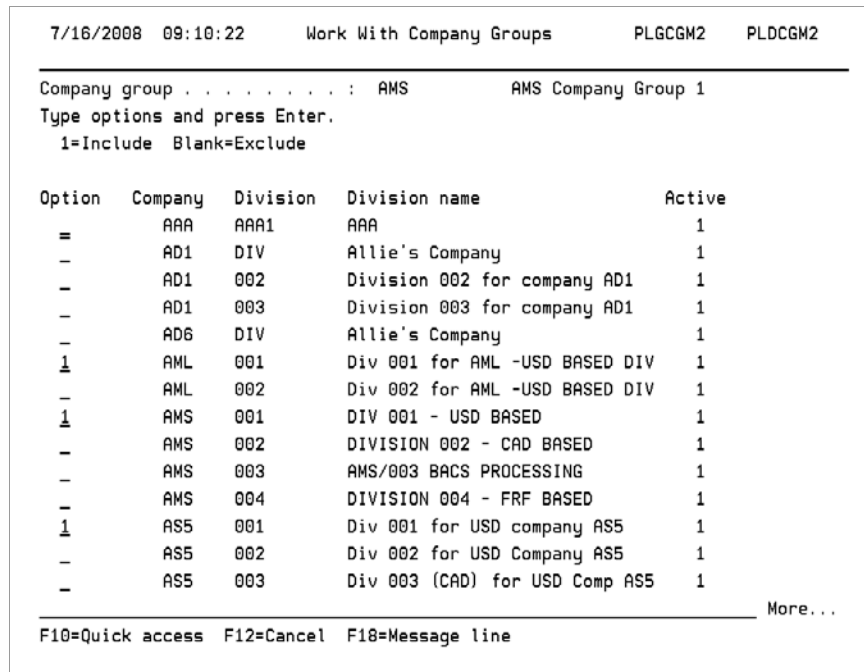 7/16/2008 09:10:22 Work With Company Groups PLGCGM2 PLDCGM2
Company group . . . . . . . . : AMS AMS Company Group 1
Type options and press Enter.
1=Include Blank=Exclude
Option Company Division Division name Active
_ AAA AAA1 AAA 1
_ AD1 DIV Allie's Company 1
_ AD1 002 Division 002 for company AD1 1
_ AD1 003 Division 003 for company AD1 1
_ AD6 DIV Allie's Company 1
1 AML 001 Div 001 for AML -USD BASED DIV 1
_ AML 002 Div 002 for AML -USD BASED DIV 1
1 AMS 001 DIV 001 - USD BASED 1
_ AMS 002 DIVISION 002 - CAD BASED 1
_ AMS 003 AMS/003 BACS PROCESSING 1
_ AMS 004 DIVISION 004 - FRF BASED 1
1 AS5 001 Div 001 for USD company AS5 1
_ AS5 002 Div 002 for USD Company AS5 1
_ AS5 003 Div 003 (CAD) for USD Comp AS5 1
More...
F10=Quick access F12=Cancel F18=Message line